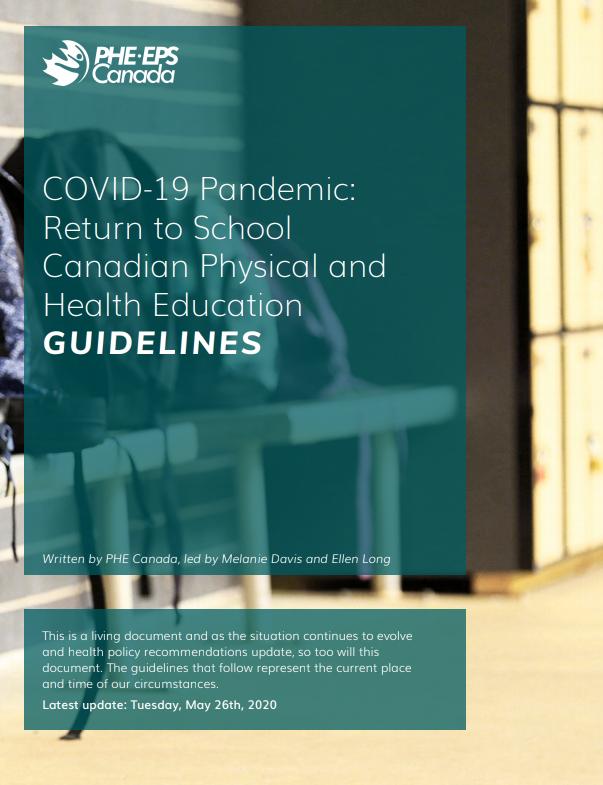 PHE·EPS
Canada
COVID-19 Pandemic:
Return to School
Canadian Physical and
Health Education
GUIDELINES
Written by PHE Canada, led by Melanie Davis and Ellen Long
This is a living document and as the situation continues to evolve
and health policy recommendations update, so too will this
document. The guidelines that follow represent the current place
and time of our circumstances.
Latest update: Tuesday, May 26th, 2020